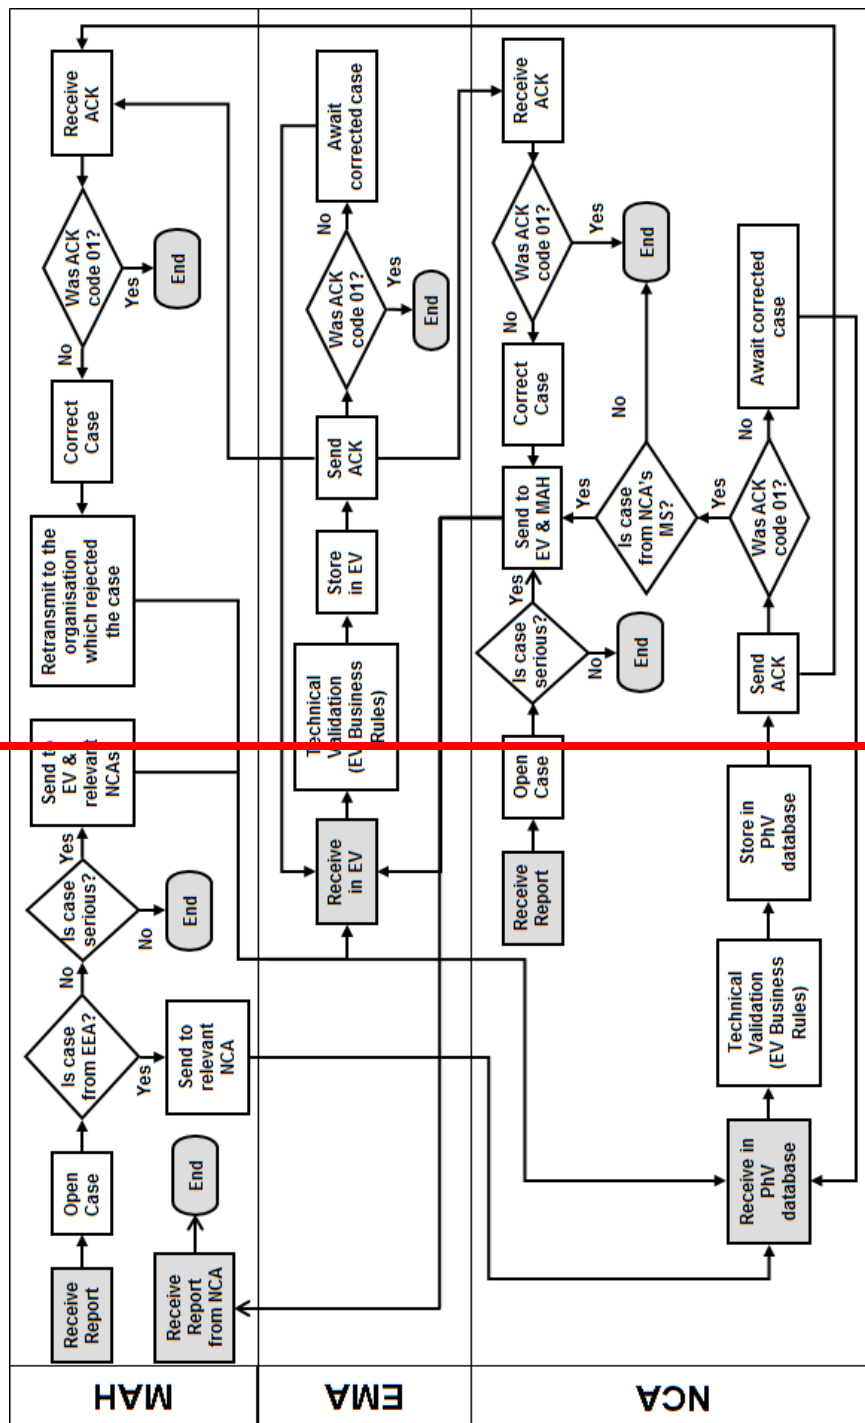 MAH
Receive
Report
Open
Case
Is case
from EEA?
No
Yes
Is case
serious?
Yes
No
End
Send to
EV &
relevant
NCAs
Retransmit to the
organisation
which rejected
the case
Correct
Case
No
Was ACK
code 01?
Yes
End
Receive
ACK
Send to
relevant
NCA
Receive
Report
from NCA
End
EMA
Receive
in EV
Technical
Validation
(EV Business
Rules)
Store
in EV
Send
ACK
Was ACK
code 01?
No
Yes
End
Await
corrected case
NCA
Receive
Report
Open
Case
Is case
serious?
Yes
No
End
Send to
EV & MAH
Correct
Case
No
Was ACK
code 01?
Yes
End
Receive
ACK
Yes
Is case
from NCA's
MS?
No
Receive in
PhV
database
Technical
Validation
(EV Business
Rules)
Store in
PhV
database
Send
ACK
Was ACK
code 01?
Yes
No
Await corrected
case